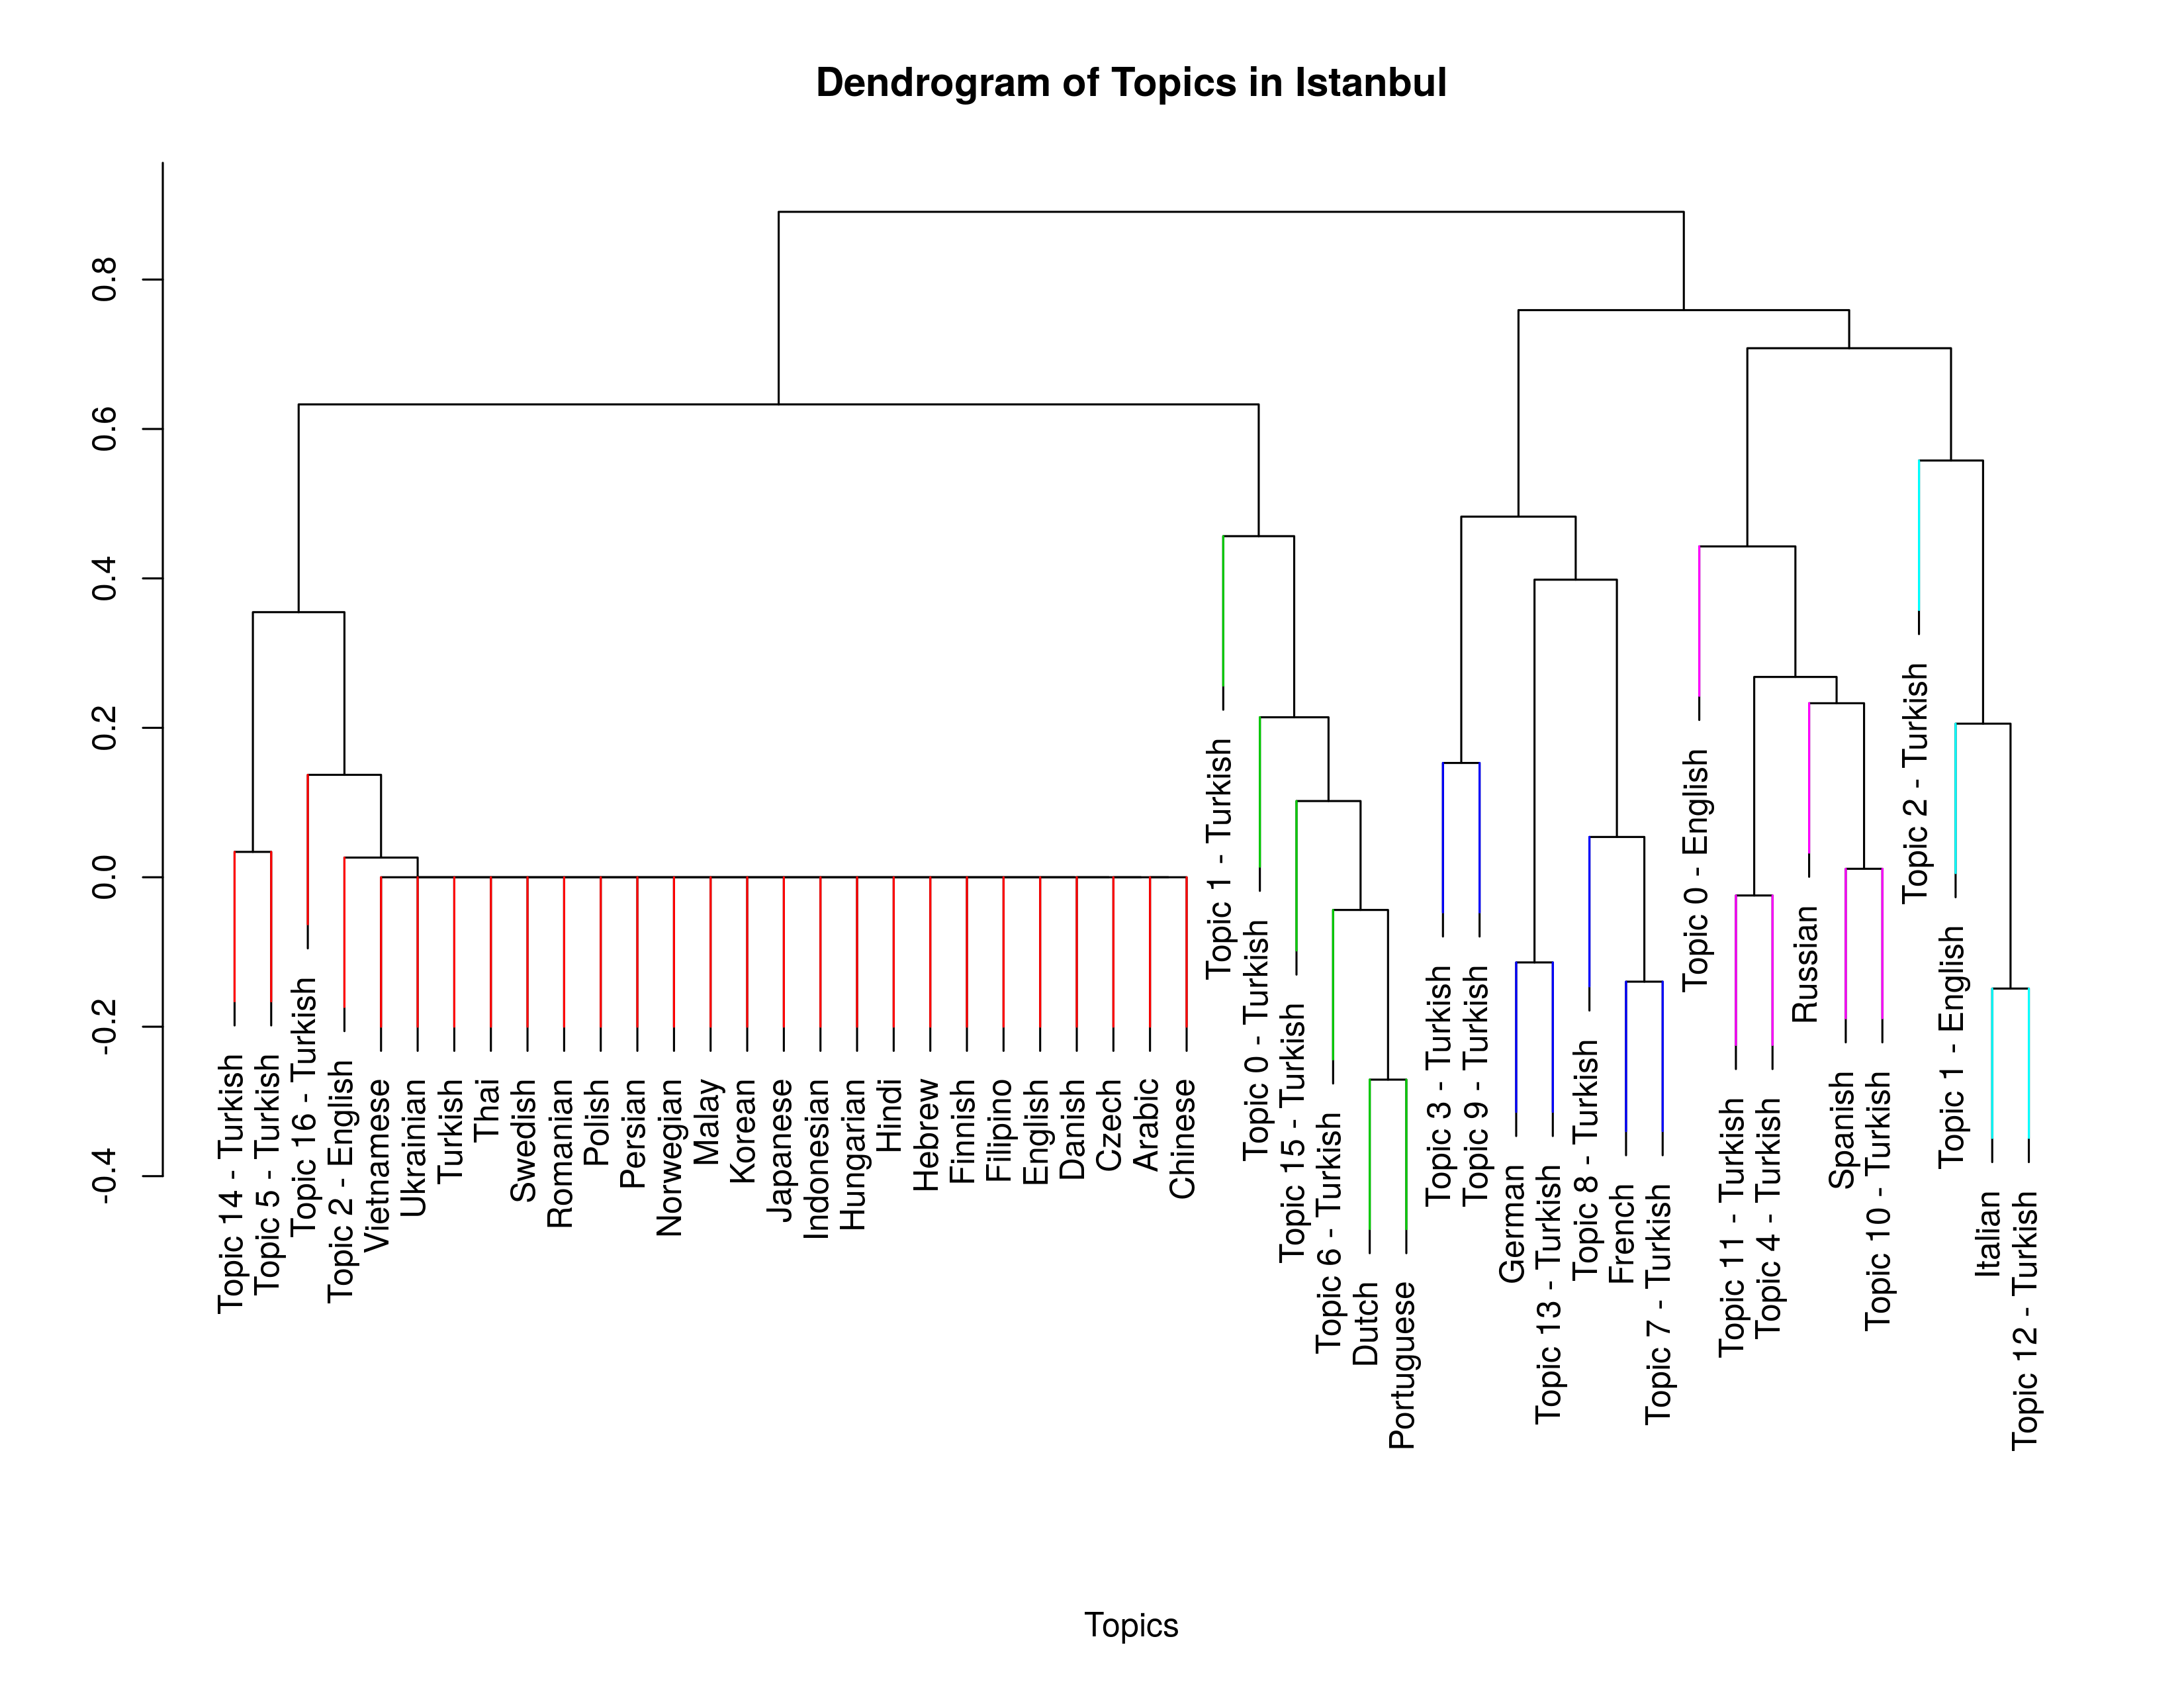 Dendrogram of Topics in Istanbul
0.8
0.6
0.4
0.2
0.0
-0.2
-0.4
Topic 14 - Turkish
Topic 5 - Turkish
Topic 16 - Turkish
Topic 2 - English
Vietnamese
Ukrainian
Turkish
Thai
Swedish
Romanian
Polish
Persian
Norwegian
Malay
Korean
Japanese
Indonesian
Hungarian
Hindi
Hebrew
Finnish
Filipino
English
Danish
Czech
Arabic
Chinese
Topic 1 - Turkish
Topic 0 - Turkish
Topic 15 - Turkish
Topic 6 - Turkish
Dutch
Portuguese
Topic 3 - Turkish
Topic 9 - Turkish
German
Topic 13 - Turkish
Topic 8 - Turkish
French
Topic 7 - Turkish
Topic 0 - English
Topic 11 - Turkish
Topic 4 - Turkish
Russian
Spanish
Topic 10 - Turkish
Topic 2 - Turkish
Topic 1 - English
Italian
Topic 12 - Turkish
Topics